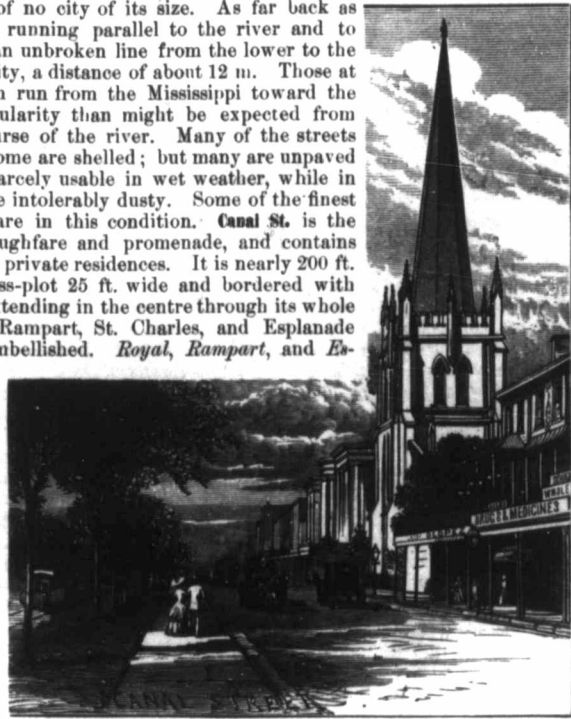 of no city of its size. As far back as
running parallel to the river and to
an unbroken line from the lower to the
ity, a distance of about 12 m. Those at
run from the Mississippi toward the
ularity than might be expected from
urse of the river. Many of the streets
ome are shelled; but many are unpaved
arcely usable in wet weather, while in
e intolerably dusty. Some of the finest
are in this condition. Canal St. is the
ughfare and promenade, and contains
private residences. It is nearly 200 ft.
ss-plot 25 ft. wide and bordered with
xtending in the centre through its whole
Rampart, St. Charles, and Esplanade
mbellished. Royal, Rampart, and Es-
WHOLE
DRUGS & MEDICINES
CANAL STREET